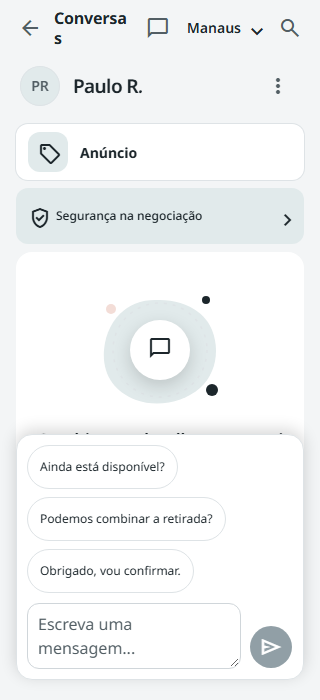 Conversa
s
Manaus
PR
Paulo R.
Anúncio
Segurança na negociação
Ainda está disponível?
Podemos combinar a retirada?
Obrigado, vou confirmar.
Escreva uma
mensagem...